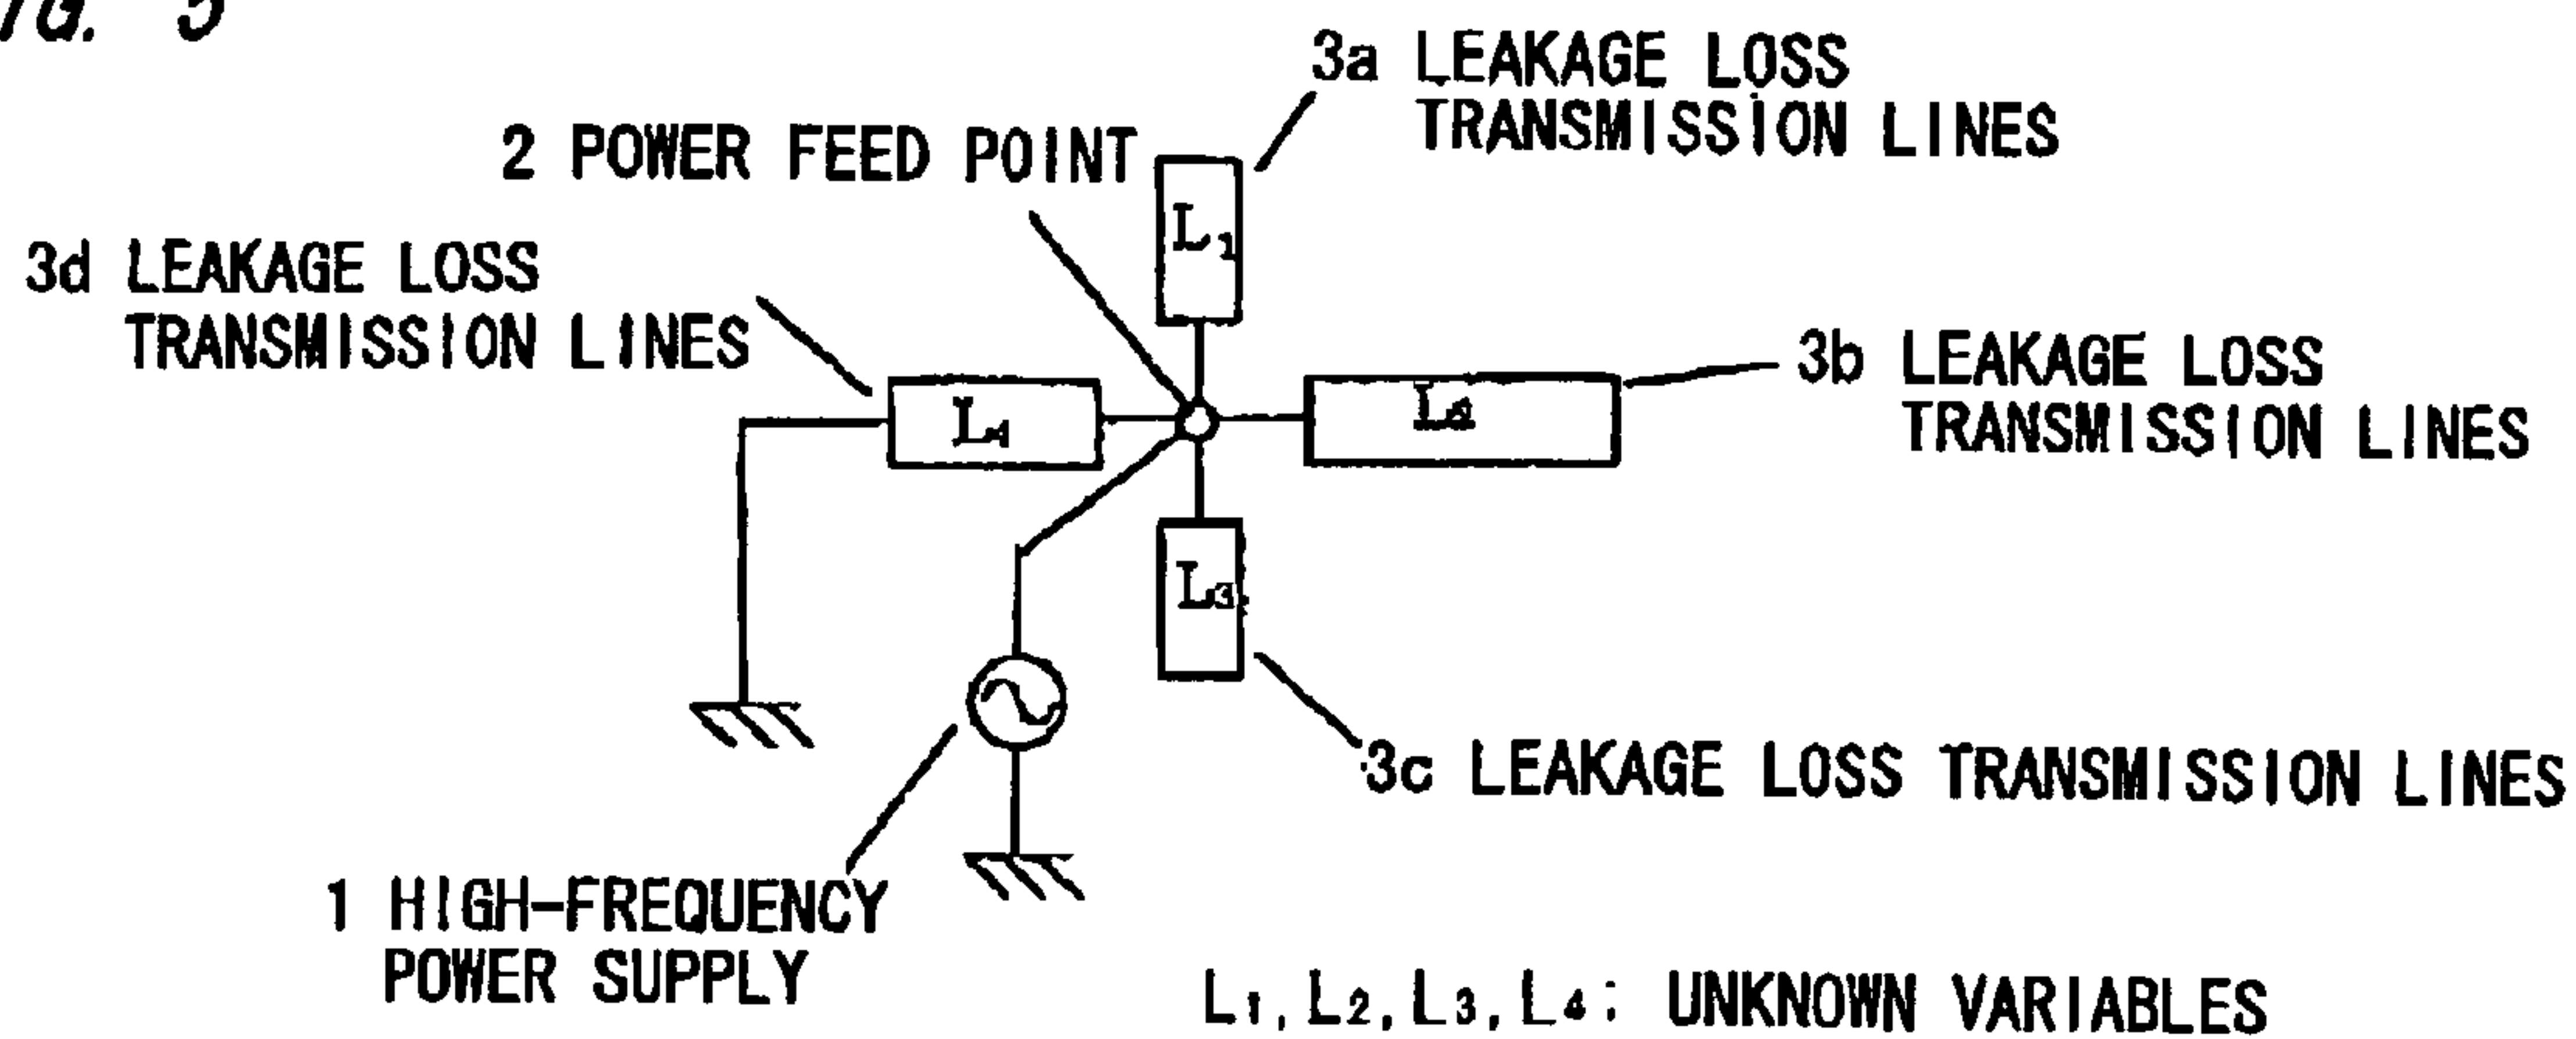 FIG. 5
3a LEAKAGE LOSS
TRANSMISSION LINES
2 POWER FEED POINT
L1
3d LEAKAGE LOSS
TRANSMISSION LINES
3b LEAKAGE LOSS
TRANSMISSION LINES
L4
L2
L3
3c LEAKAGE LOSS TRANSMISSION LINES
1 HIGH-FREQUENCY
POWER SUPPLY
L1, L2, L3, L4: UNKNOWN VARIABLES